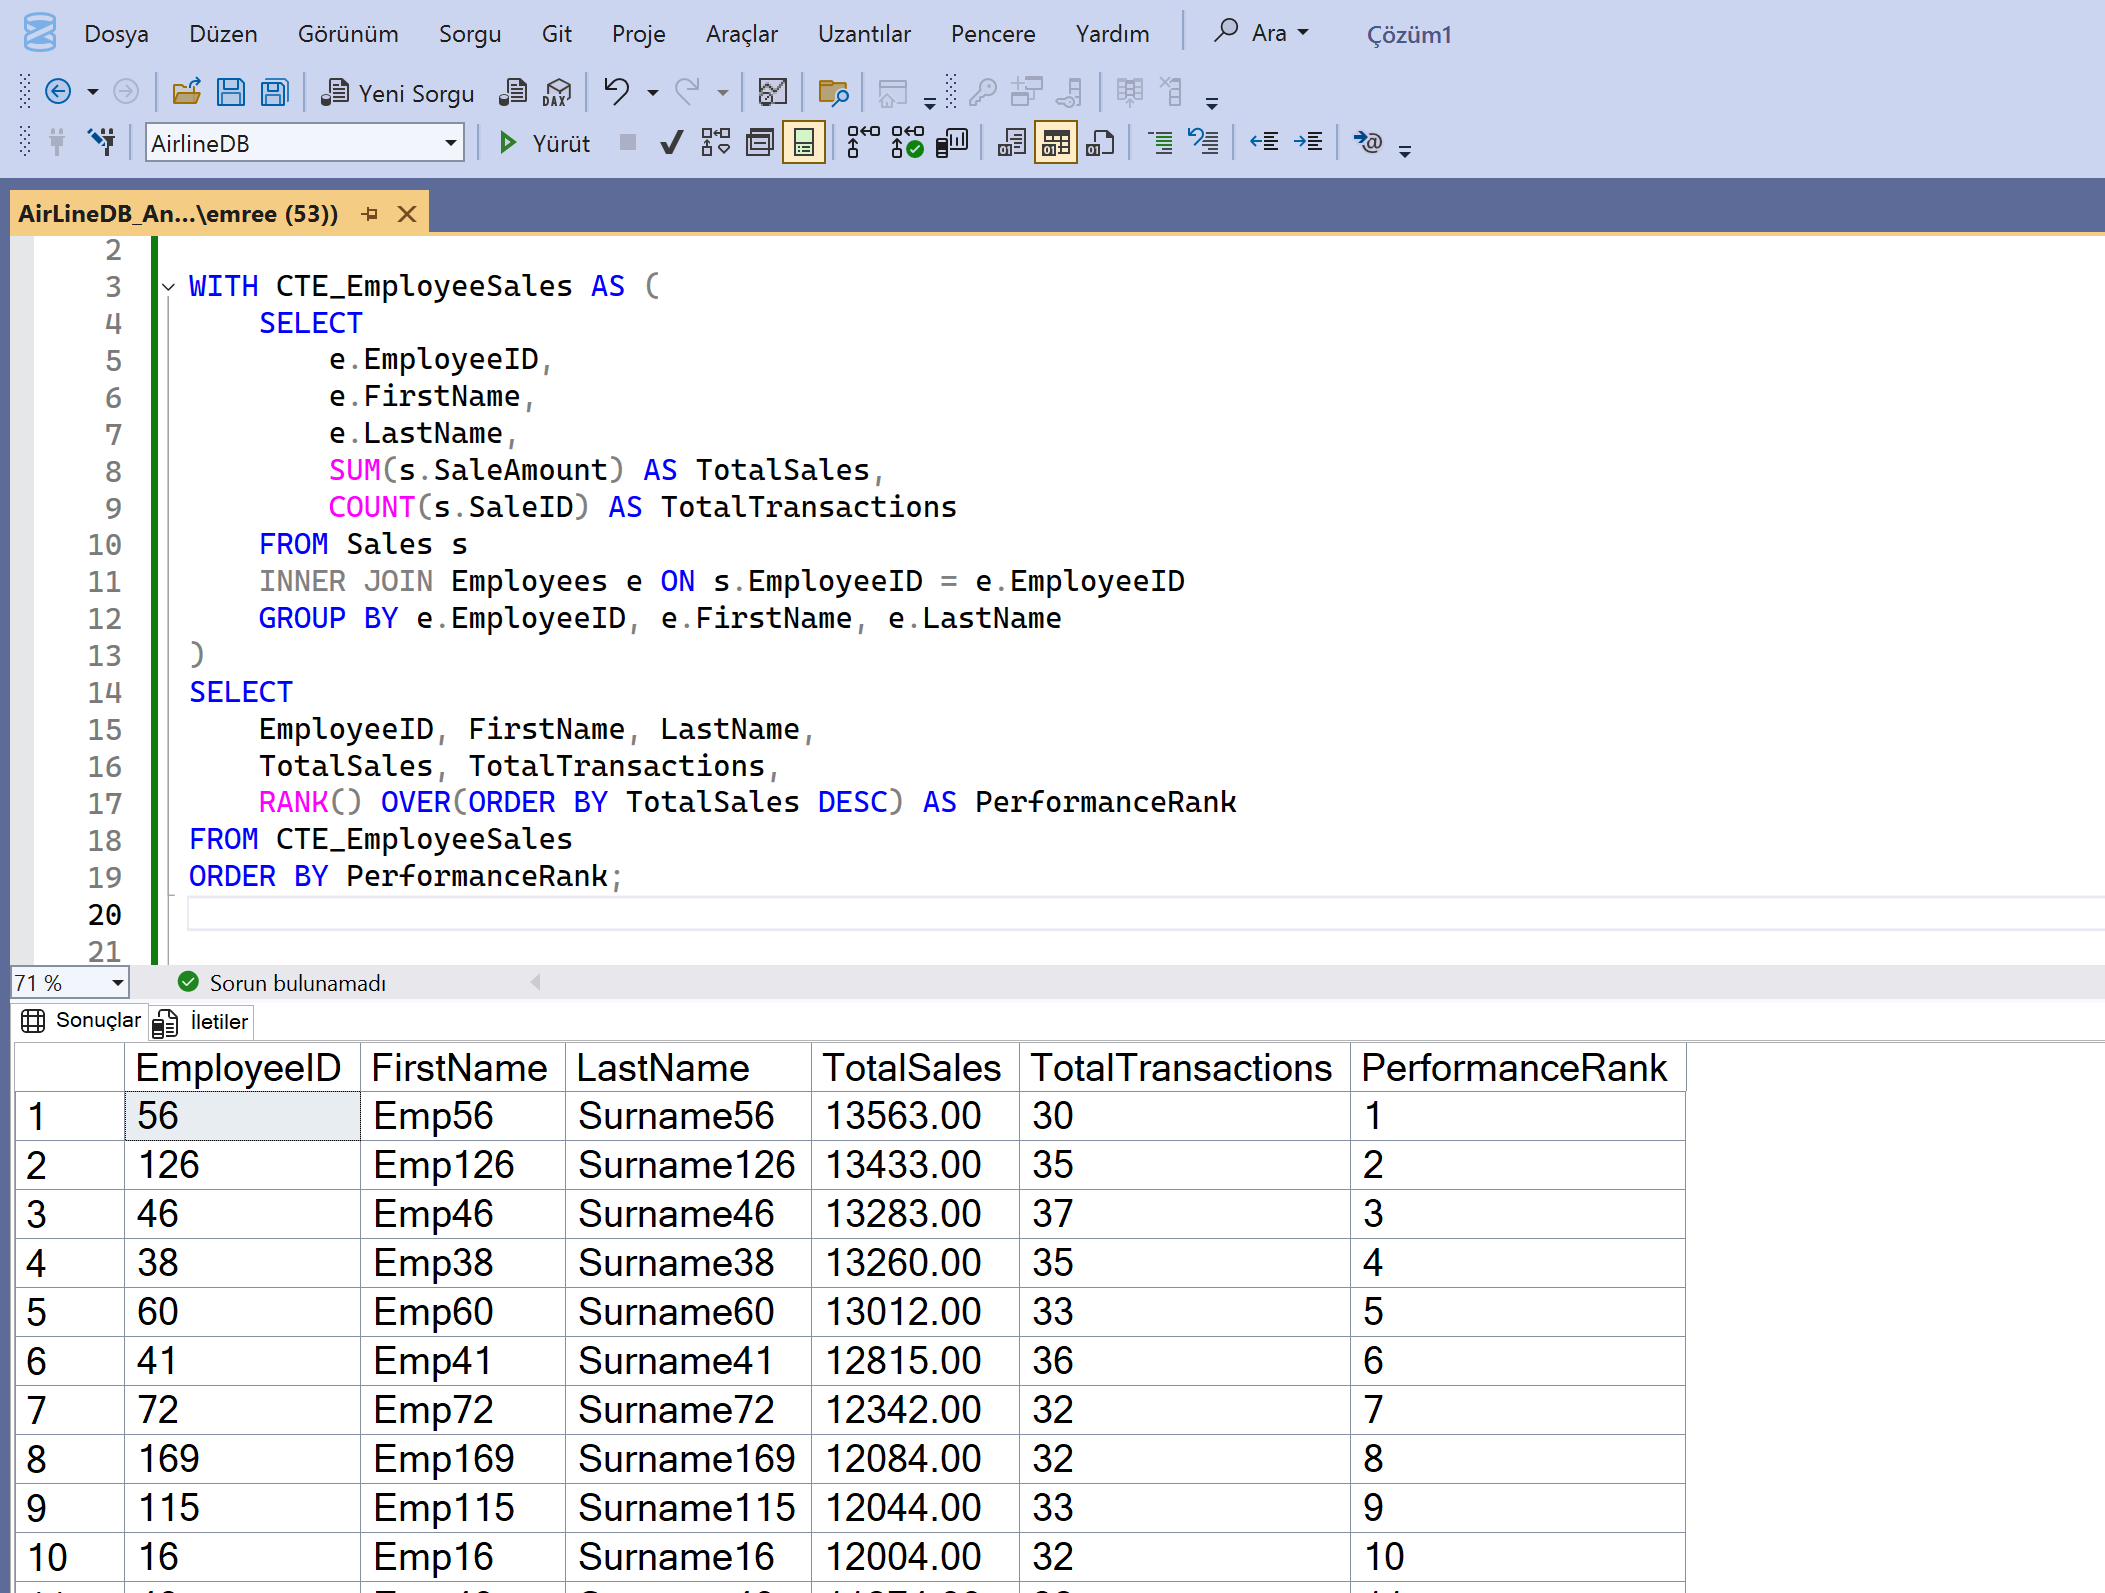 Dosya Düzen Görünüm Sorgu Git Proje Araçlar Uzantılar Pencere Yardım Ara Çözüm1
Yeni Sorgu DAX
AirlineDB Yürüt
AirLineDB_An...\emree (53))
2
3 WITH CTE_EmployeeSales AS (
4 SELECT
5 e.EmployeeID,
6 e.FirstName,
7 e.LastName,
8 SUM(s.SaleAmount) AS TotalSales,
9 COUNT(s.SaleID) AS TotalTransactions
10 FROM Sales s
11 INNER JOIN Employees e ON s.EmployeeID = e.EmployeeID
12 GROUP BY e.EmployeeID, e.FirstName, e.LastName
13 )
14 SELECT
15 EmployeeID, FirstName, LastName,
16 TotalSales, TotalTransactions,
17 RANK() OVER(ORDER BY TotalSales DESC) AS PerformanceRank
18 FROM CTE_EmployeeSales
19 ORDER BY PerformanceRank;
20
21
71 % Sorun bulunamadı
Sonuçlar İletiler
EmployeeID FirstName LastName TotalSales TotalTransactions PerformanceRank
1 56 Emp56 Surname56 13563.00 30 1
2 126 Emp126 Surname126 13433.00 35 2
3 46 Emp46 Surname46 13283.00 37 3
4 38 Emp38 Surname38 13260.00 35 4
5 60 Emp60 Surname60 13012.00 33 5
6 41 Emp41 Surname41 12815.00 36 6
7 72 Emp72 Surname72 12342.00 32 7
8 169 Emp169 Surname169 12084.00 32 8
9 115 Emp115 Surname115 12044.00 33 9
10 16 Emp16 Surname16 12004.00 32 10